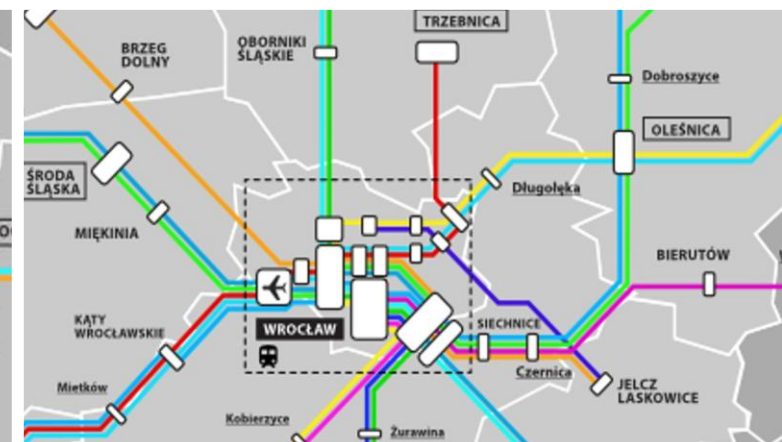 TRZEBNICA
BRZEG
DOLNY
OBORNIKI
ŚLĄSKIE
Dobroszyce
OLEŚNICA
ŚRODA
ŚLĄSKA
Długołęka
MIĘKINIA
BIERUTÓW
KĄTY
WROCŁAWSKIE
WROCŁAW
SIECHNICE
Czernica
Mietków
JELCZ
LASKOWICE
Kobierzyce
Żurawina